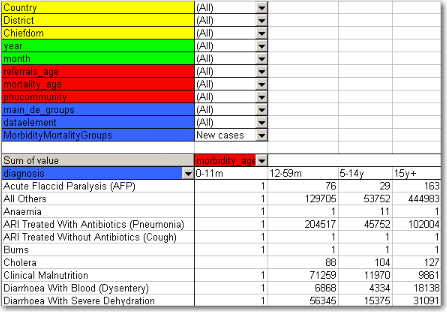 Country (All)
District (All)
Chiefdom (All)
year (All)
month (All)
referrals_age (All)
mortality_age (All)
phucommunity (All)
main_de_groups (All)
dataelement (All)
MorbidityMortalityGroups New cases
Sum of value morbidity_age
diagnosis 0-11m 12-59m 5-14y 15y+
Acute Flaccid Paralysis (AFP) 1 76 29 163
All Others 1 129705 53752 444983
Anaemia 1 1 11 1
ARI Treated With Antibiotics (Pneumonia) 1 204517 45752 102004
ARI Treated Without Antibiotics (Cough) 1 1 1 1
Burns 1 1 1 1
Cholera 88 104 127
Clinical Malnutrition 1 71259 11970 9861
Diarrhoea With Blood (Dysentery) 1 6868 4334 18138
Diarrhoea With Severe Dehydration 1 56345 15375 31091